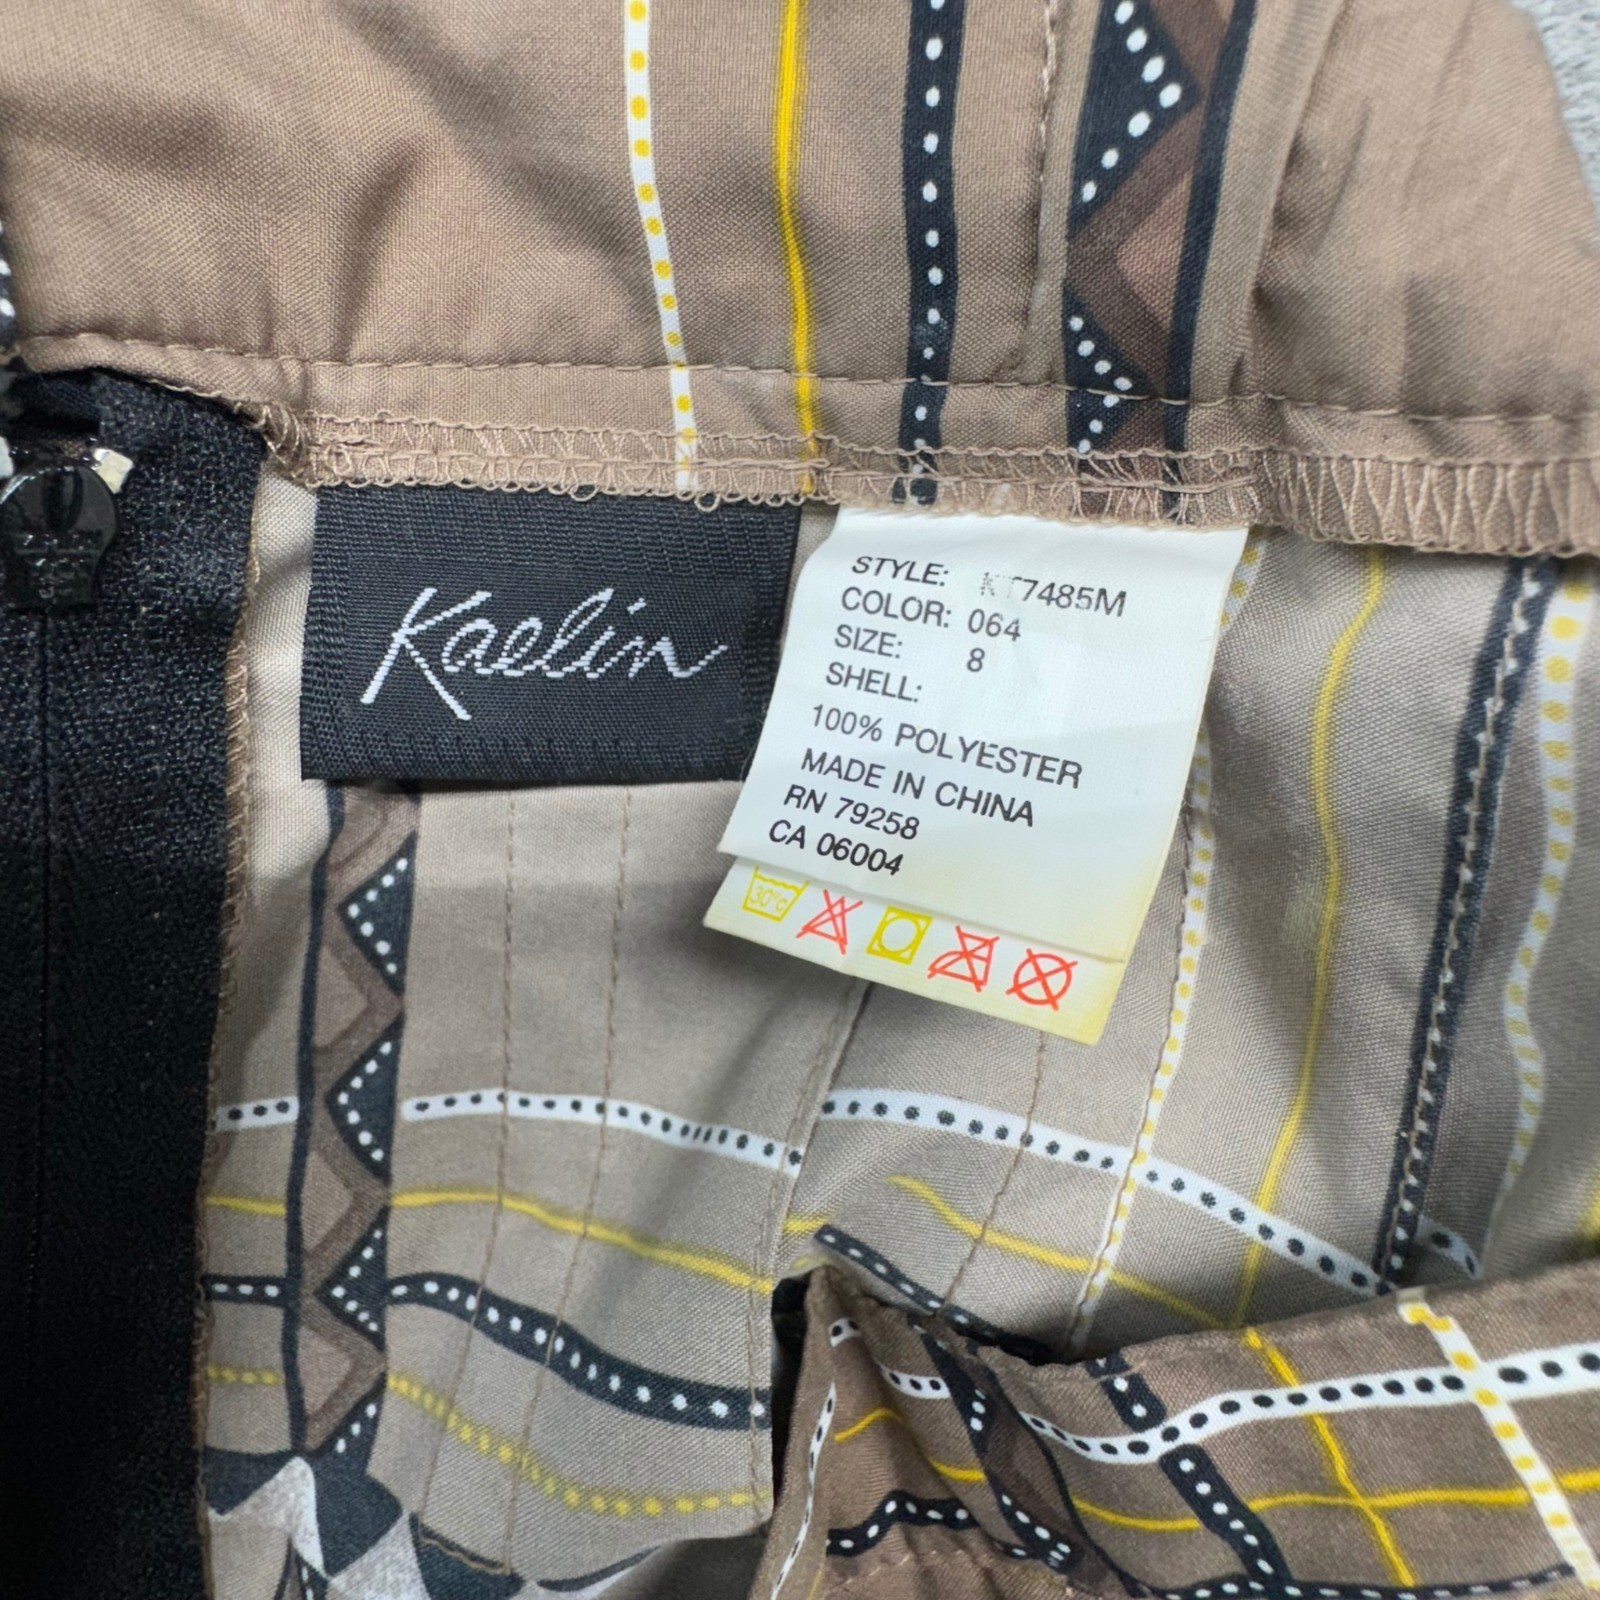 Kaelin
STYLE: KT7485M
COLOR: 064
SIZE: 8
SHELL:
100% POLYESTER
MADE IN CHINA
RN 79258
CA 06004
30°C